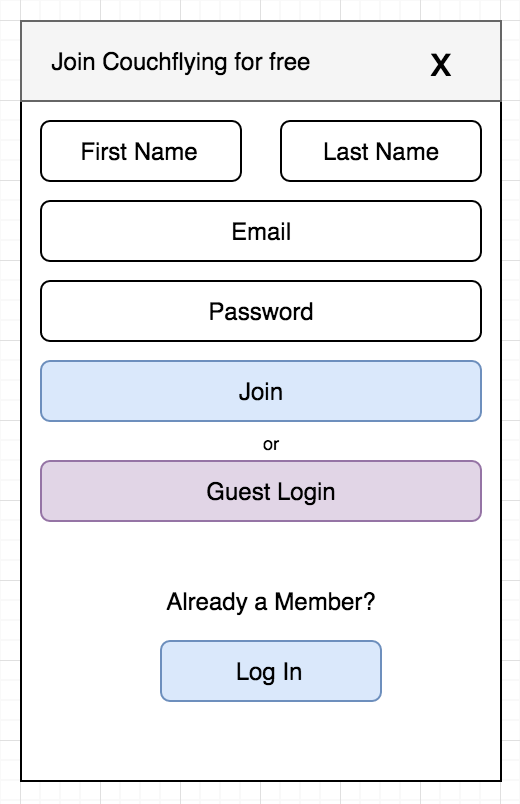 Join Couchflying for free X
First Name Last Name
Email
Password
Join
or
Guest Login
Already a Member?
Log In